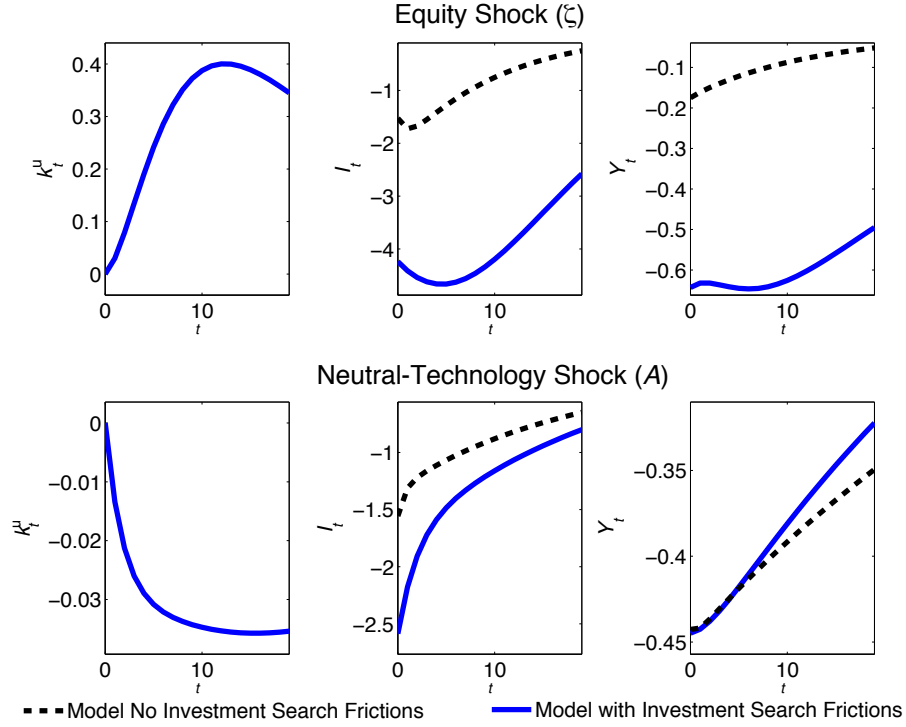 Equity Shock (ζ)
0.4
0.3
0.2
0.1
0
k_t^u
0
10
t
−1
−2
−3
−4
I_t
0
10
t
−0.1
−0.2
−0.3
−0.4
−0.5
−0.6
Y_t
0
10
t
Neutral-Technology Shock (A)
0
−0.01
−0.02
−0.03
k_t^u
0
10
t
−1
−1.5
−2
−2.5
I_t
0
10
t
−0.35
−0.4
−0.45
Y_t
0
10
t
Model No Investment Search Frictions
Model with Investment Search Frictions